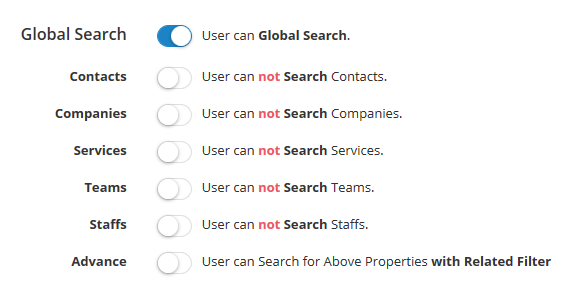 Global Search User can Global Search.
Contacts User can not Search Contacts.
Companies User can not Search Companies.
Services User can not Search Services.
Teams User can not Search Teams.
Staffs User can not Search Staffs.
Advance User can Search for Above Properties with Related Filter